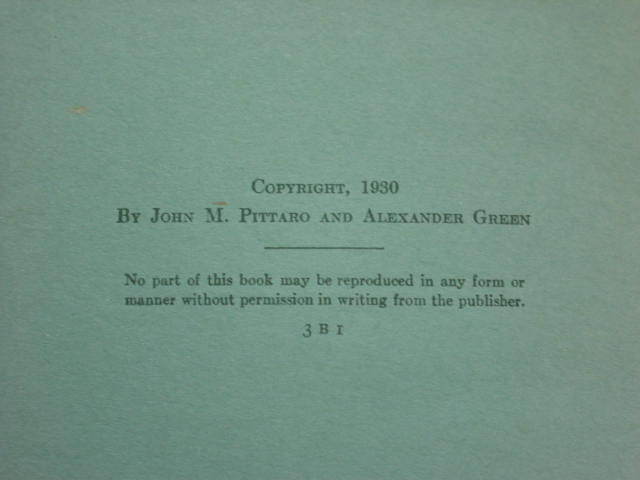 Copyright, 1930
By John M. Pittaro and Alexander Green
No part of this book may be reproduced in any form or
manner without permission in writing from the publisher.
3 B 1